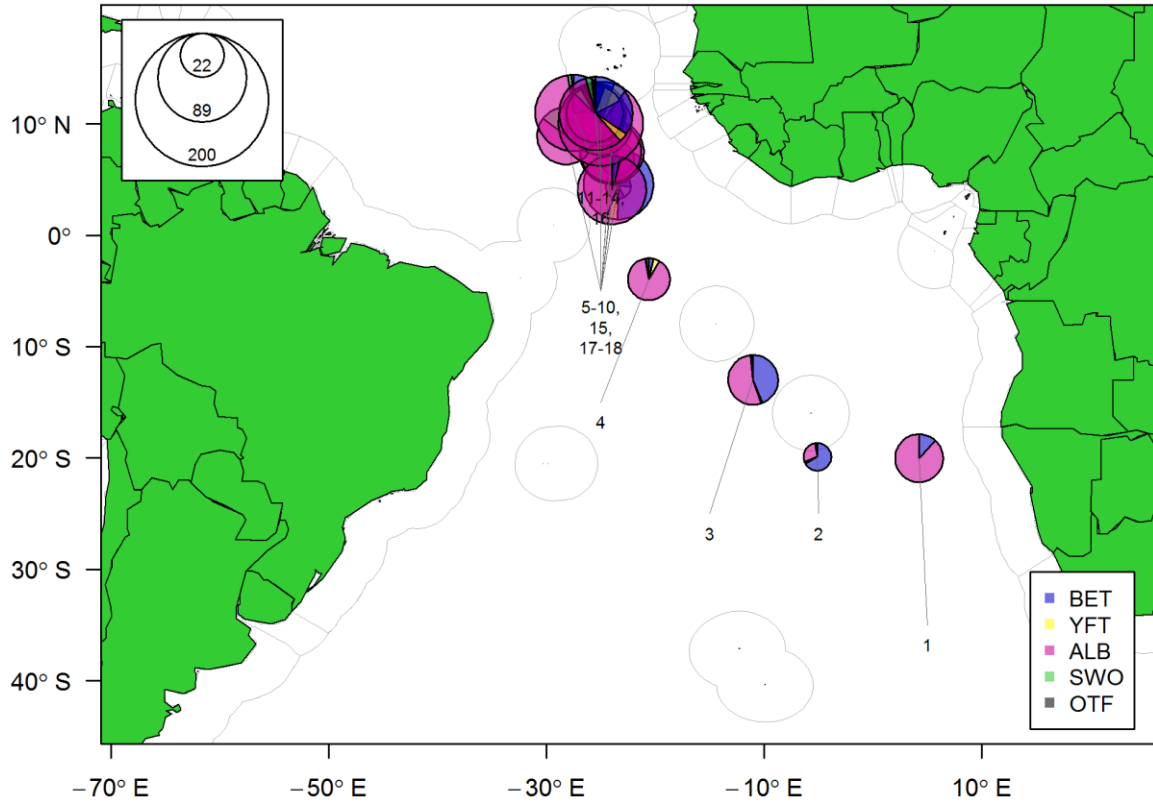 22
89
200
10° N
0°
10° S
20° S
30° S
40° S
11-14,
16
5-10,
15,
17-18
4
3
2
1
BET
YFT
ALB
SWO
OTF
−70° E
−50° E
−30° E
−10° E
10° E